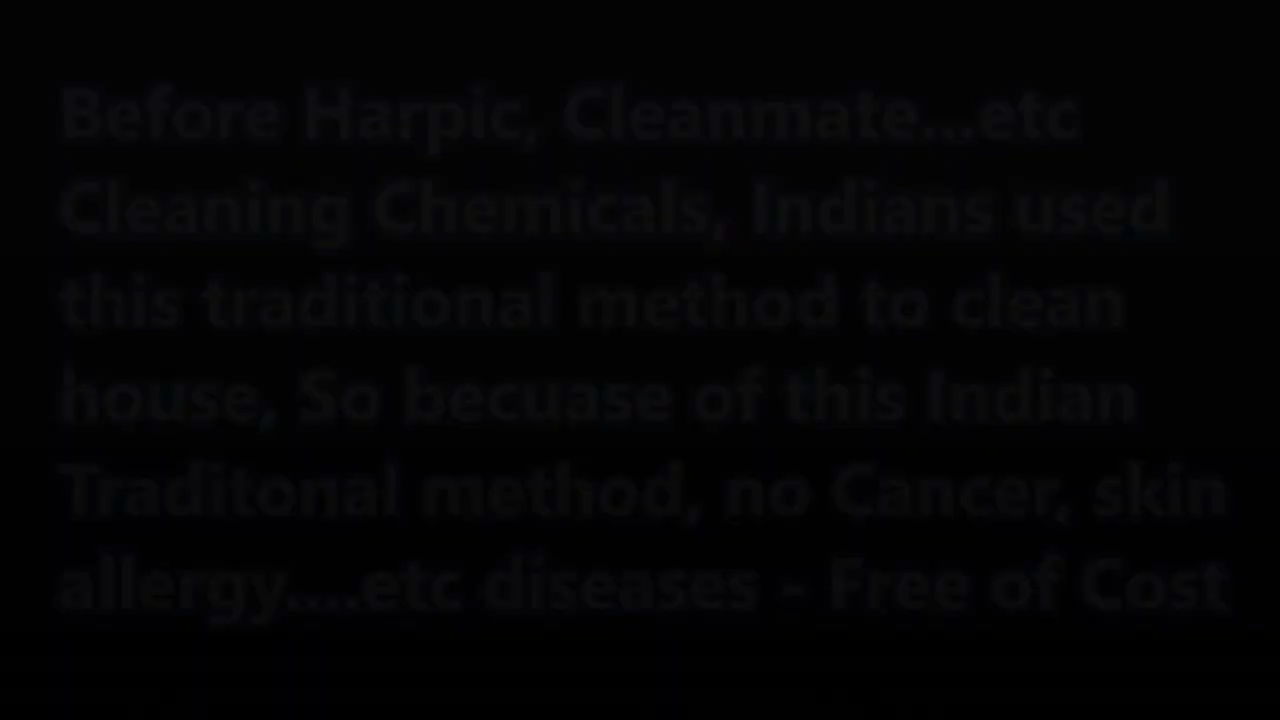 Before Harpic, Cleanmate...etc
Cleaning Chemicals, Indians used
this traditional method to clean
house, So becuase of this Indian
Traditonal method, no Cancer, skin
allergy....etc diseases - Free of Cost